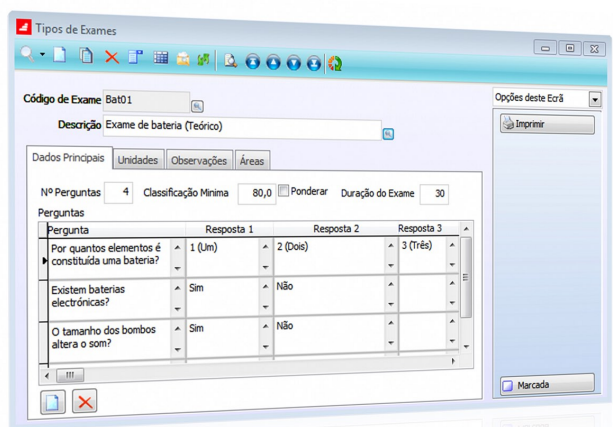 Tipos de Exames
Código de Exame Bat01
Opções deste Ecrã
Descrição Exame de bateria (Teórico)
Imprimir
Dados Principais Unidades Observações Áreas
Nº Perguntas 4 Classificação Minima 80,0 Ponderar Duração do Exame 30
Perguntas
Pergunta Resposta 1 Resposta 2 Resposta 3
Por quantos elementos é 1 (Um) 2 (Dois) 3 (Três)
constituída uma bateria?
Existem baterias Sim Não
electrónicas?
O tamanho dos bombos Sim Não
altera o som?
Marcada